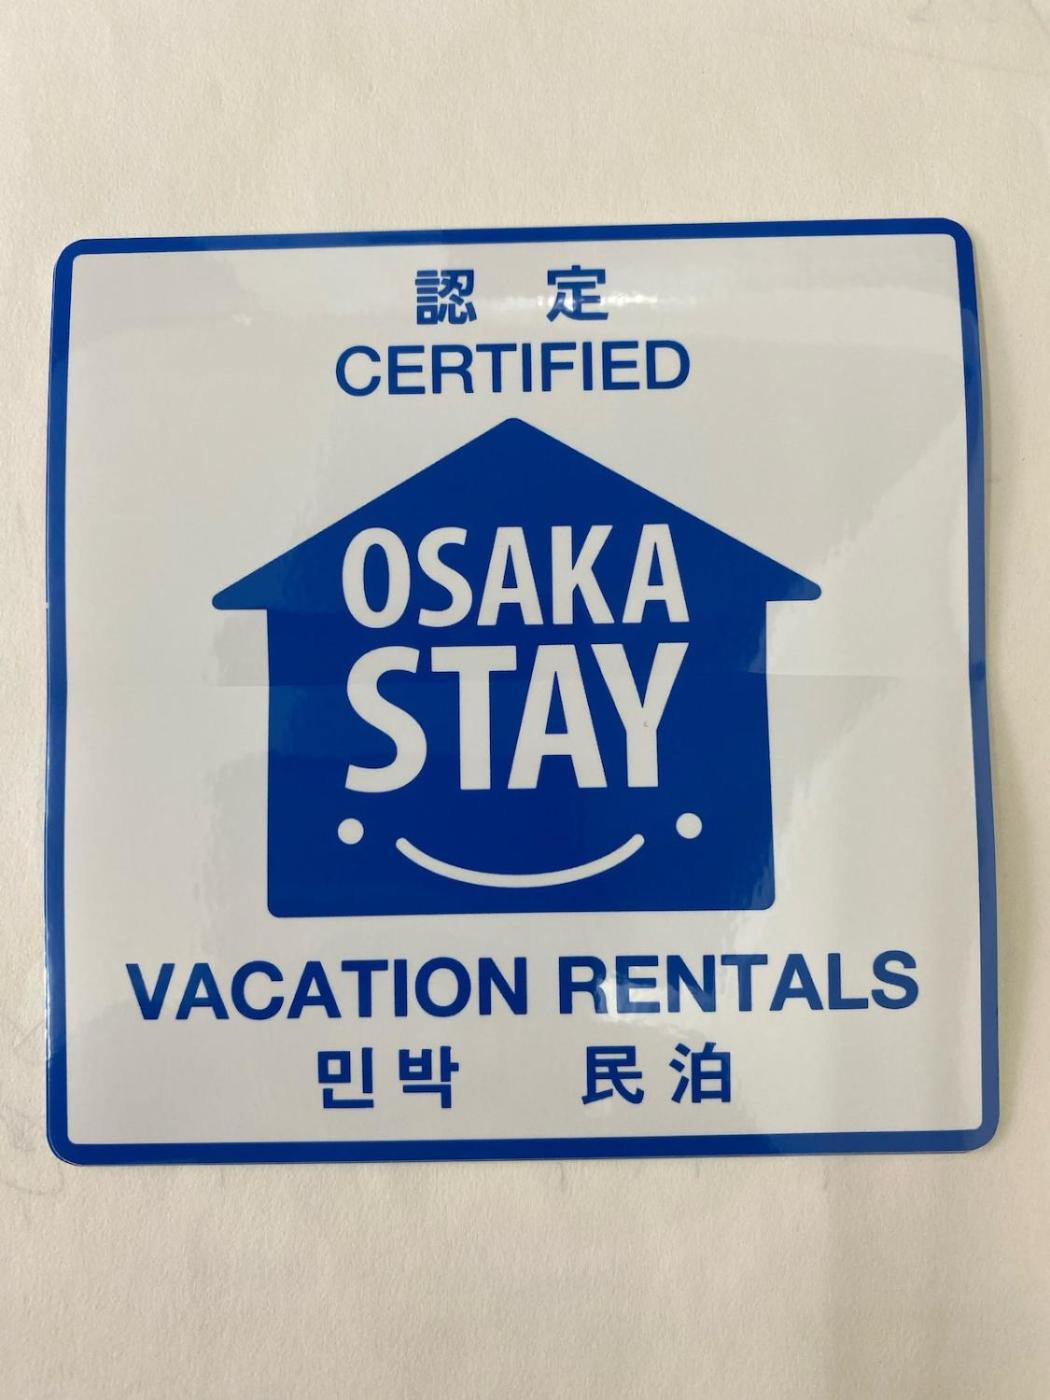 認 定
CERTIFIED
OSAKA
STAY
VACATION RENTALS
민박 民泊